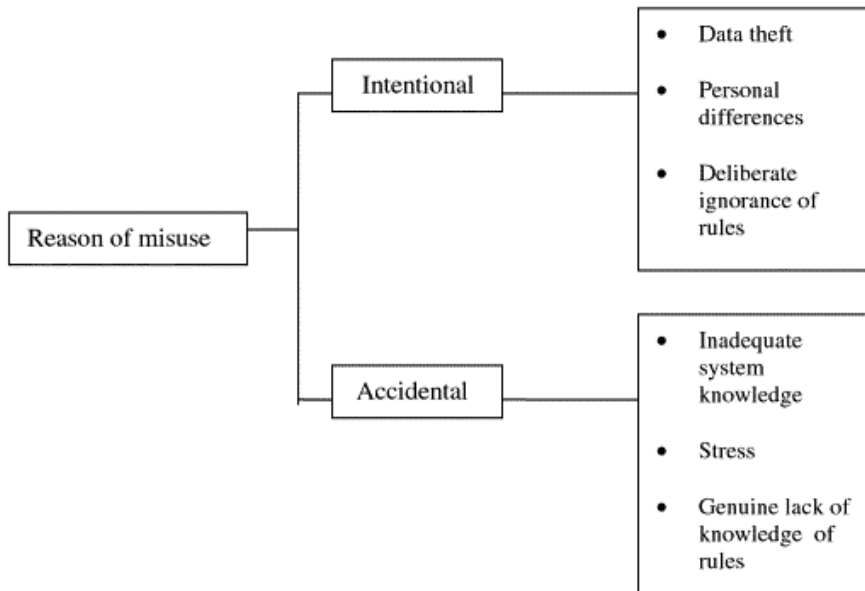 Reason of misuse
Intentional
• Data theft
• Personal
differences
• Deliberate
ignorance of
rules
Accidental
• Inadequate
system
knowledge
• Stress
• Genuine lack of
knowledge of
rules